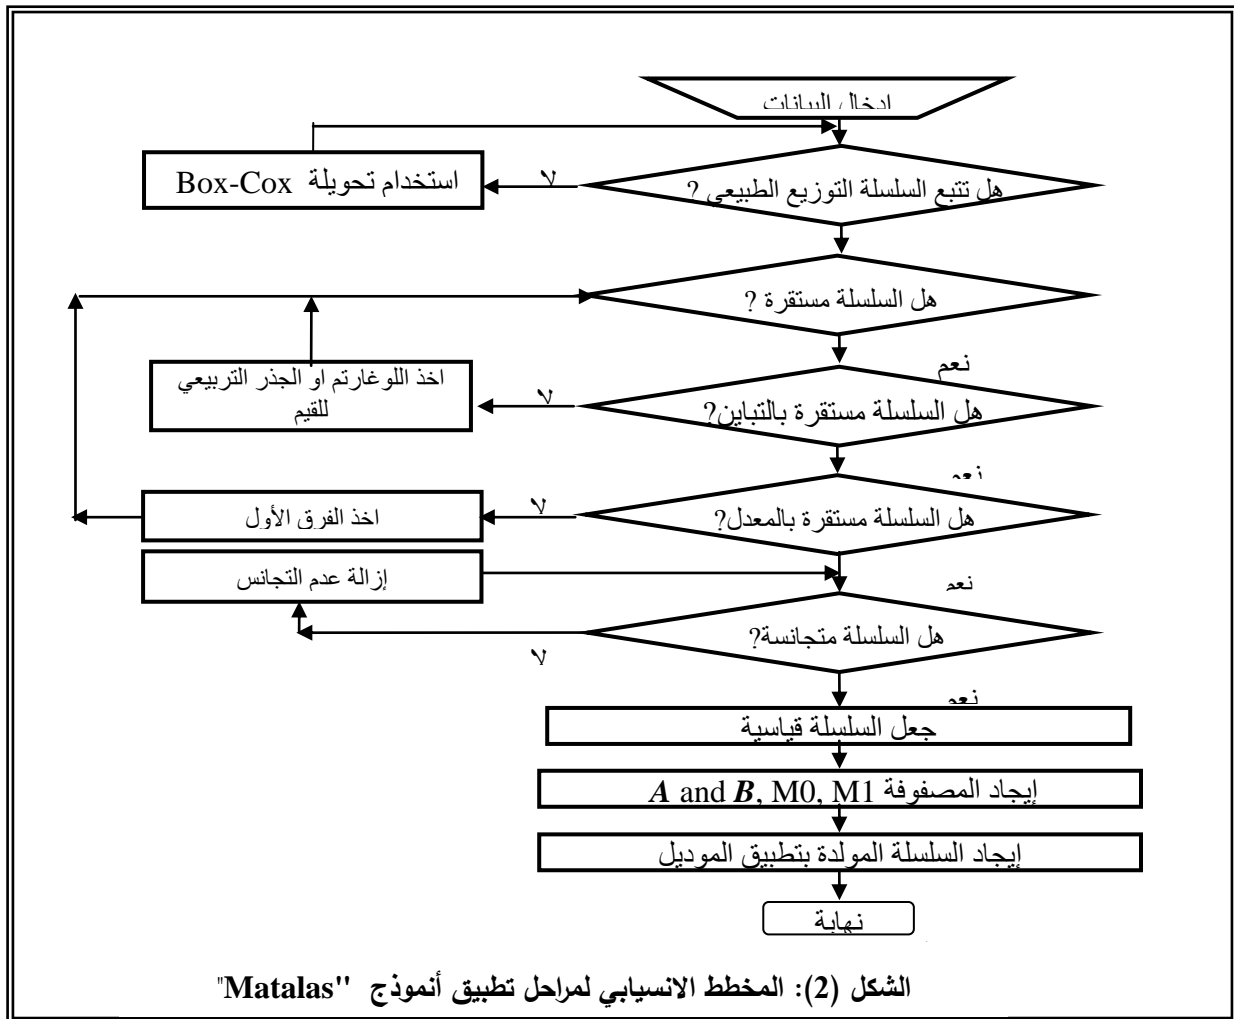 ادخال البيانات
استخدام تحويلة Box-Cox
لا
هل تتبع السلسلة التوزيع الطبيعي ?
هل السلسلة مستقرة ?
نعم
اخذ اللوغارتم او الجذر التربيعي
للقيم
لا
هل السلسلة مستقرة بالتباين?
نعم
اخذ الفرق الأول
لا
هل السلسلة مستقرة بالمعدل?
إزالة عدم التجانس
نعم
هل السلسلة متجانسة?
لا
نعم
جعل السلسلة قياسية
إيجاد المصفوفة A and B, M0, M1
إيجاد السلسلة المولدة بتطبيق الموديل
نهاية
الشكل (2): المخطط الانسيابي لمراحل تطبيق أنموذج "Matalas"